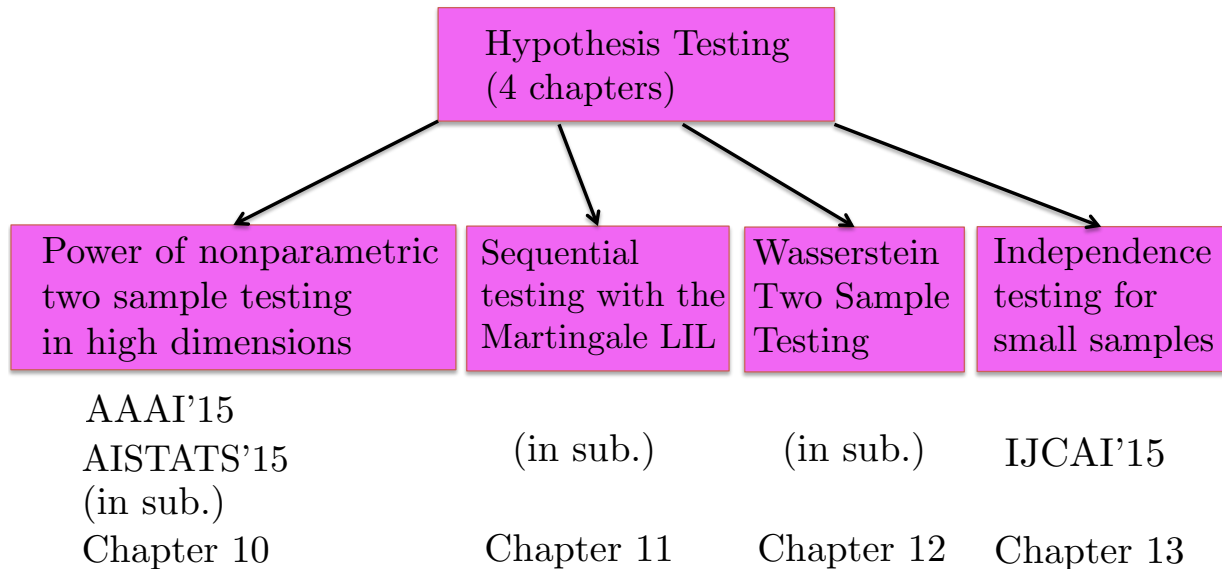 Hypothesis Testing
(4 chapters)
Power of nonparametric
two sample testing
in high dimensions
Sequential
testing with the
Martingale LIL
Wasserstein
Two Sample
Testing
Independence
testing for
small samples
AAAI'15
AISTATS'15
(in sub.)
Chapter 10
(in sub.)
Chapter 11
(in sub.)
Chapter 12
IJCAI'15
Chapter 13